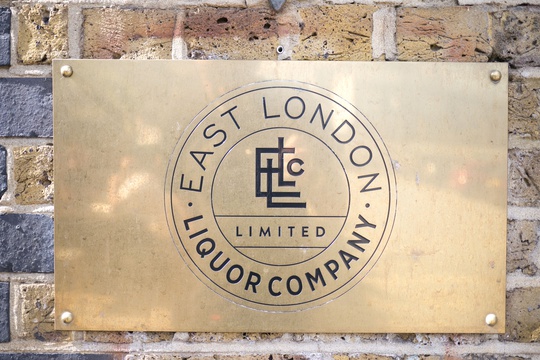 EAST LONDON
ELLC
LIMITED
LIQUOR COMPANY